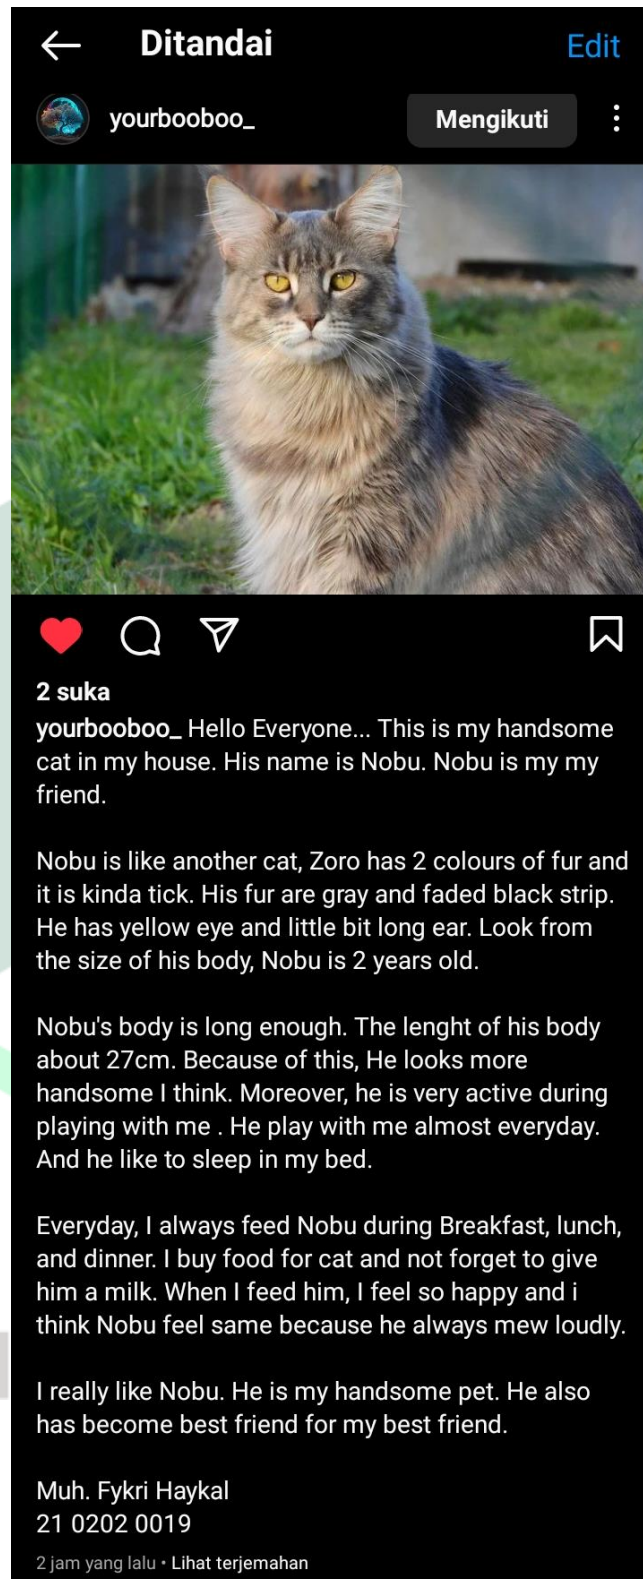 Ditandai
Edit
yourbooboo_
Mengikuti
2 suka
yourbooboo_ Hello Everyone... This is my handsome
cat in my house. His name is Nobu. Nobu is my my
friend.
Nobu is like another cat, Zoro has 2 colours of fur and
it is kinda tick. His fur are gray and faded black strip.
He has yellow eye and little bit long ear. Look from
the size of his body, Nobu is 2 years old.
Nobu's body is long enough. The lenght of his body
about 27cm. Because of this, He looks more
handsome I think. Moreover, he is very active during
playing with me . He play with me almost everyday.
And he like to sleep in my bed.
Everyday, I always feed Nobu during Breakfast, lunch,
and dinner. I buy food for cat and not forget to give
him a milk. When I feed him, I feel so happy and i
think Nobu feel same because he always mew loudly.
I really like Nobu. He is my handsome pet. He also
has become best friend for my best friend.
Muh. Fykri Haykal
21 0202 0019
2 jam yang lalu • Lihat terjemahan